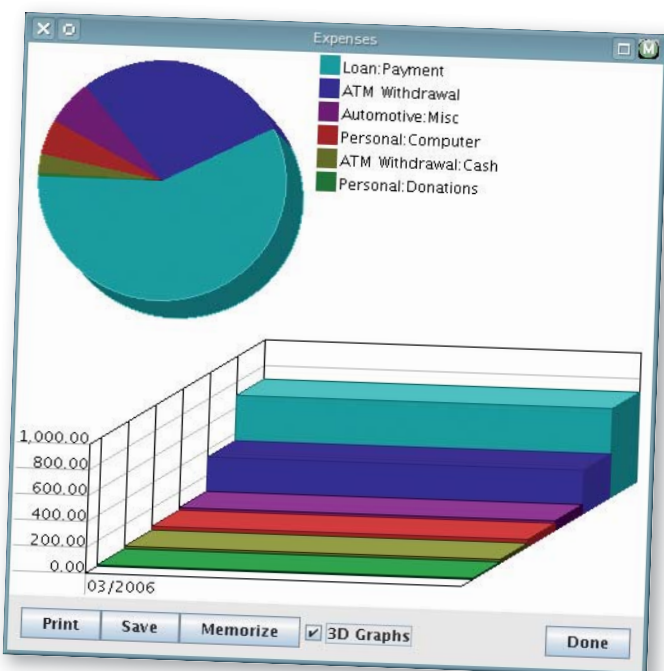 Expenses
Loan:Payment
ATM Withdrawal
Automotive:Misc
Personal:Computer
ATM Withdrawal:Cash
Personal:Donations
1,000.00
800.00
600.00
400.00
200.00
0.00
03/2006
Print Save Memorize 3D Graphs Done